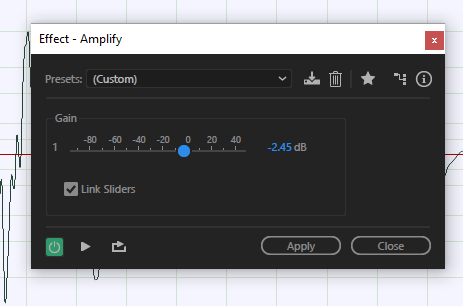 Effect - Amplify x
Presets: (Custom)
Gain
-80 -60 -40 -20 0 20 40
1 -2.45 dB
Link Sliders
Apply Close